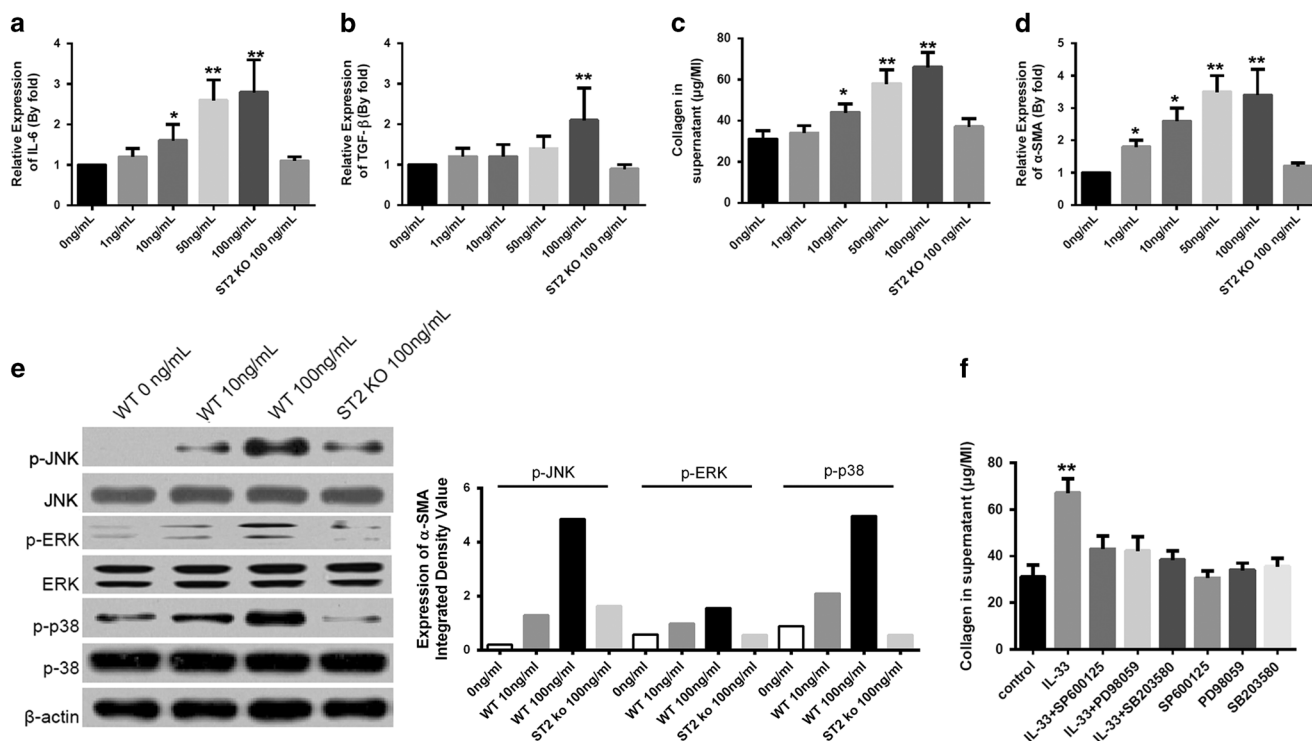 a
Relative Expression
of IL-6 (By fold)
4
3
2
1
0
*
**
**
0ng/mL
1ng/mL
10ng/mL
50ng/mL
100ng/mL
ST2 KO 100 ng/mL
b
Relative Expression
of TGF-β(By fold)
4
3
2
1
0
**
0ng/mL
1ng/mL
10ng/mL
50ng/mL
100ng/mL
ST2 KO 100 ng/mL
c
Collagen in
supernatant (µg/Ml)
80
60
40
20
0
*
**
**
0ng/mL
1ng/mL
10ng/mL
50ng/mL
100ng/mL
ST2 KO 100 ng/mL
d
Relative Expression
of α-SMA (By fold)
5
4
3
2
1
0
*
*
**
**
0ng/mL
1ng/mL
10ng/mL
50ng/mL
100ng/mL
ST2 KO 100 ng/mL
e
WT 0 ng/mL
WT 10ng/mL
WT 100ng/mL
ST2 KO 100ng/mL
p-JNK
JNK
p-ERK
ERK
p-p38
p-38
β-actin
Expression of α-SMA
Integrated Density Value
6
4
2
0
p-JNK
p-ERK
p-p38
0ng/ml
WT 10ng/ml
WT 100ng/ml
ST2 ko 100ng/ml
0ng/ml
WT 10ng/ml
WT 100ng/ml
ST2 ko 100ng/ml
0ng/ml
WT 10ng/ml
WT 100ng/ml
ST2 ko 100ng/ml
f
Collagen in supernatant (µg/Ml)
80
60
40
20
0
**
control
IL-33
IL-33+SP600125
IL-33+PD98059
IL-33+SB203580
SP600125
PD98059
SB203580